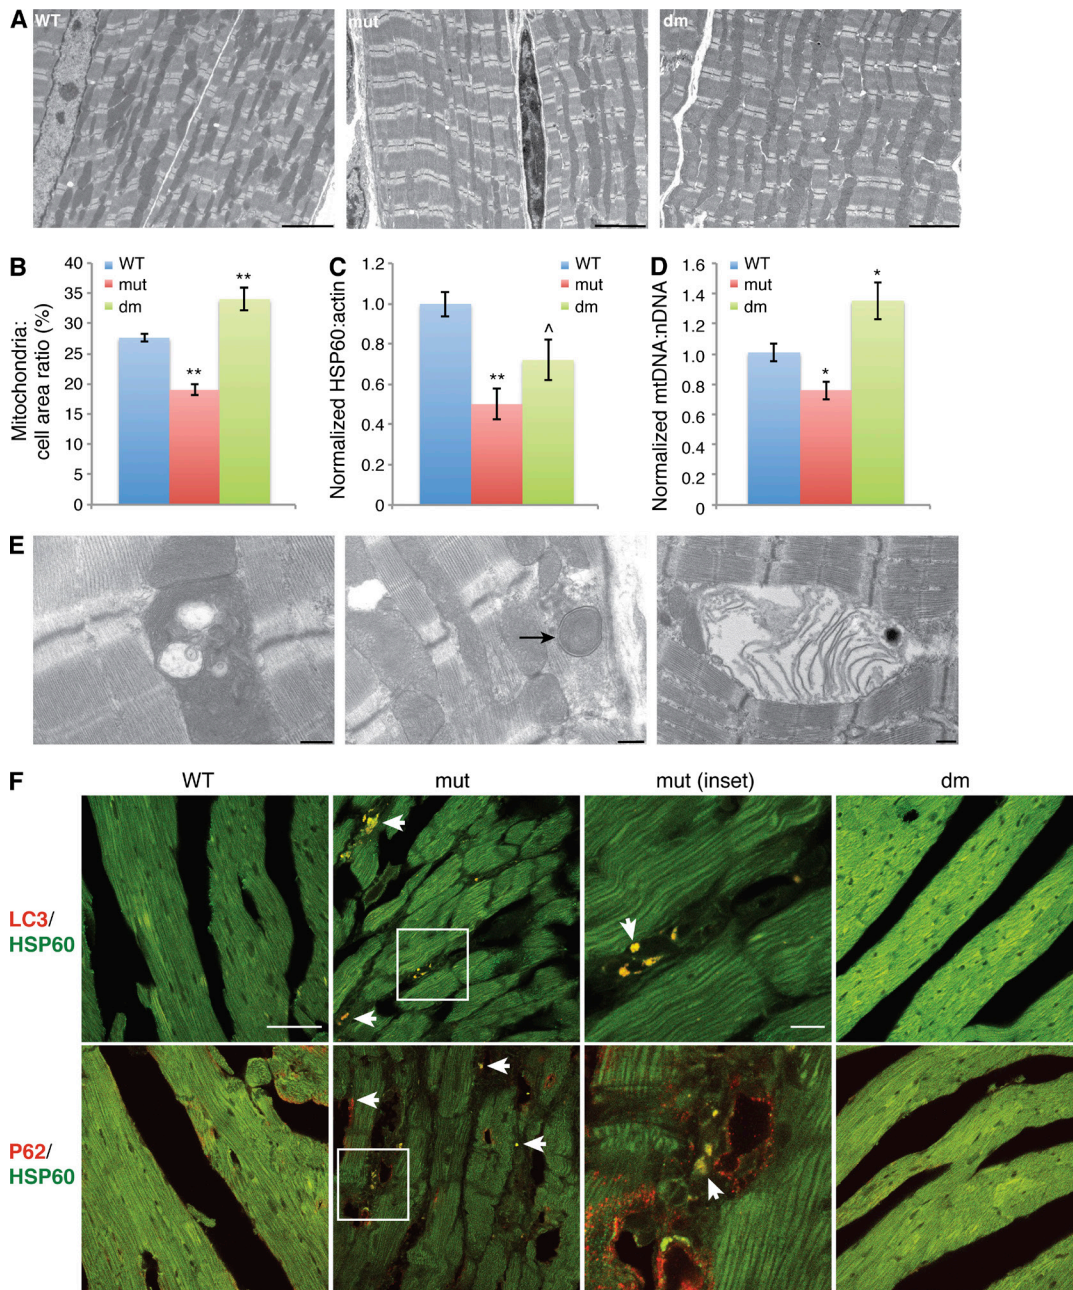 A
WT
mut
dm
B
Mitochondria:
cell area ratio (%)
40
35
30
25
20
15
10
5
0
WT
mut
dm
**
**
C
Normalized HSP60:actin
1.2
1.0
0.8
0.6
0.4
0.2
0
WT
mut
dm
**
^
D
Normalized mtDNA:nDNA
1.6
1.4
1.2
1.0
0.8
0.6
0.4
0.2
0
WT
mut
dm
*
*
E
F
WT
mut
mut (inset)
dm
LC3/
HSP60
P62/
HSP60